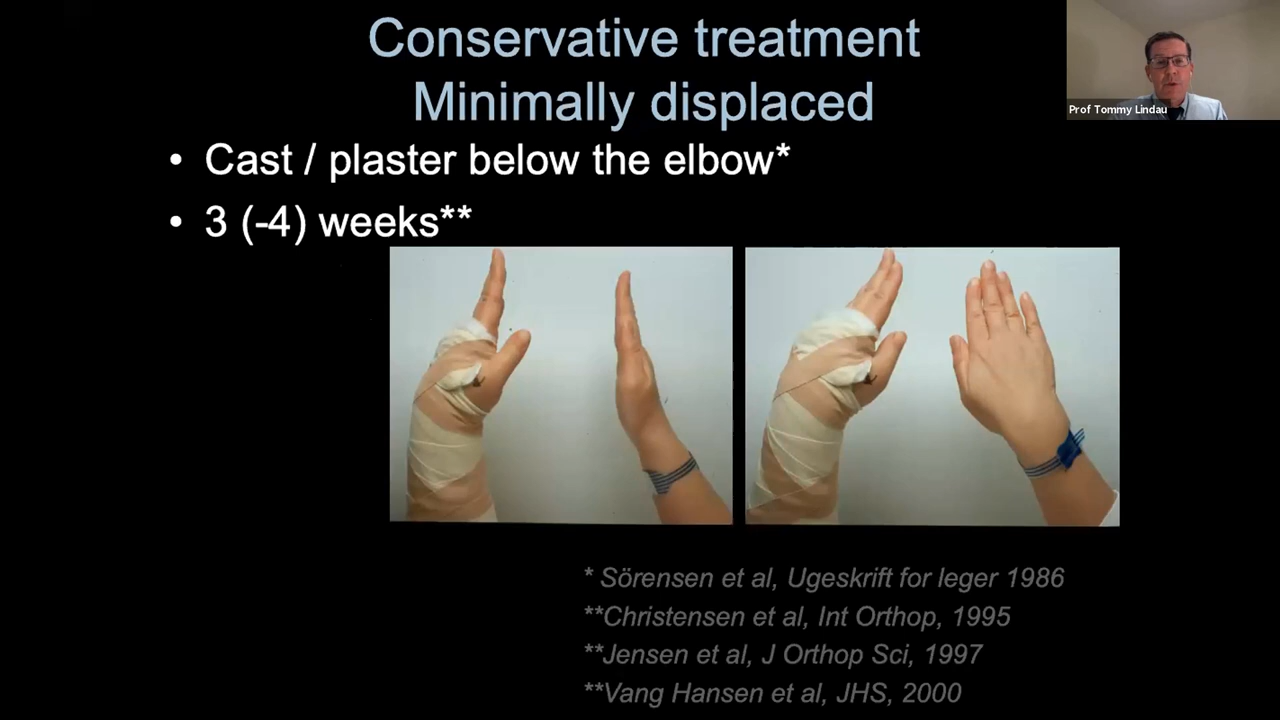 Conservative treatment
Minimally displaced
Prof Tommy Lindau
• Cast / plaster below the elbow*
• 3 (-4) weeks**
* Sörensen et al, Ugeskrift for leger 1986
**Christensen et al, Int Orthop, 1995
**Jensen et al, J Orthop Sci, 1997
**Vang Hansen et al, JHS, 2000